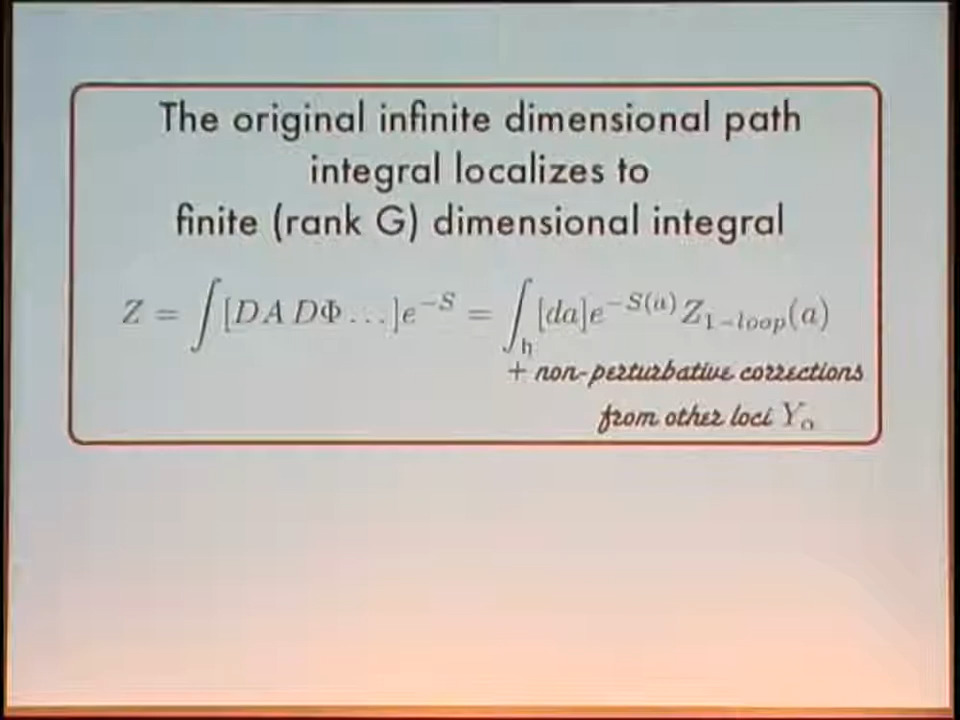 The original infinite dimensional path
integral localizes to
finite (rank G) dimensional integral
Z = ∫[DA DΦ...]e^{-S} = ∫_𝔥[da]e^{-S(a)}Z_{1-loop}(a)
+ non-perturbative corrections
from other loci Y_α